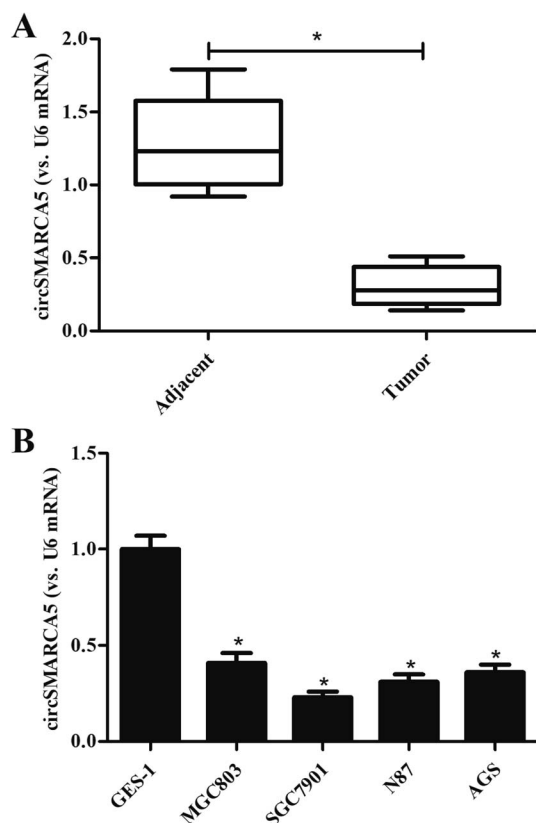 A
circSMARCA5 (vs. U6 mRNA)
2.0
1.5
1.0
0.5
0.0
*
Adjacent
Tumor
B
circSMARCA5 (vs. U6 mRNA)
1.5
1.0
0.5
0.0
* * * *
GES-1
MGC803
SGC7901
N87
AGS